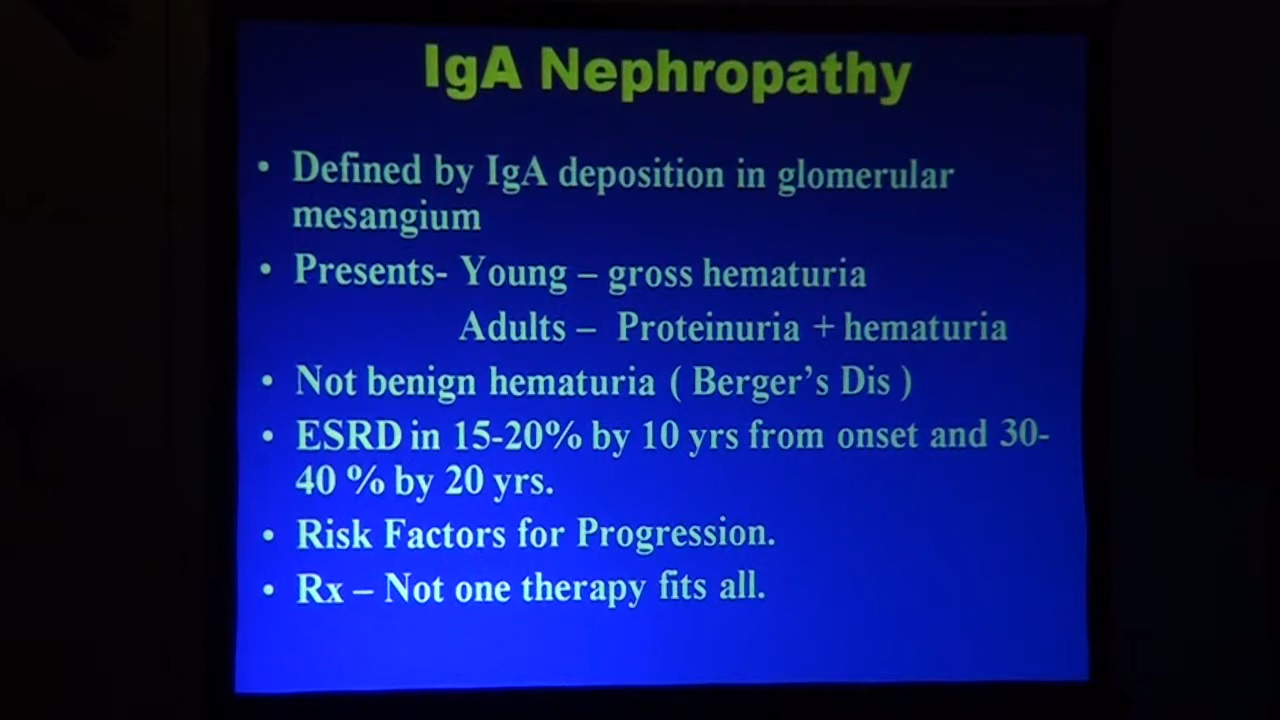 IgA Nephropathy
• Defined by IgA deposition in glomerular
mesangium
• Presents- Young – gross hematuria
Adults – Proteinuria + hematuria
• Not benign hematuria ( Berger's Dis )
• ESRD in 15-20% by 10 yrs from onset and 30-
40 % by 20 yrs.
• Risk Factors for Progression.
• Rx – Not one therapy fits all.